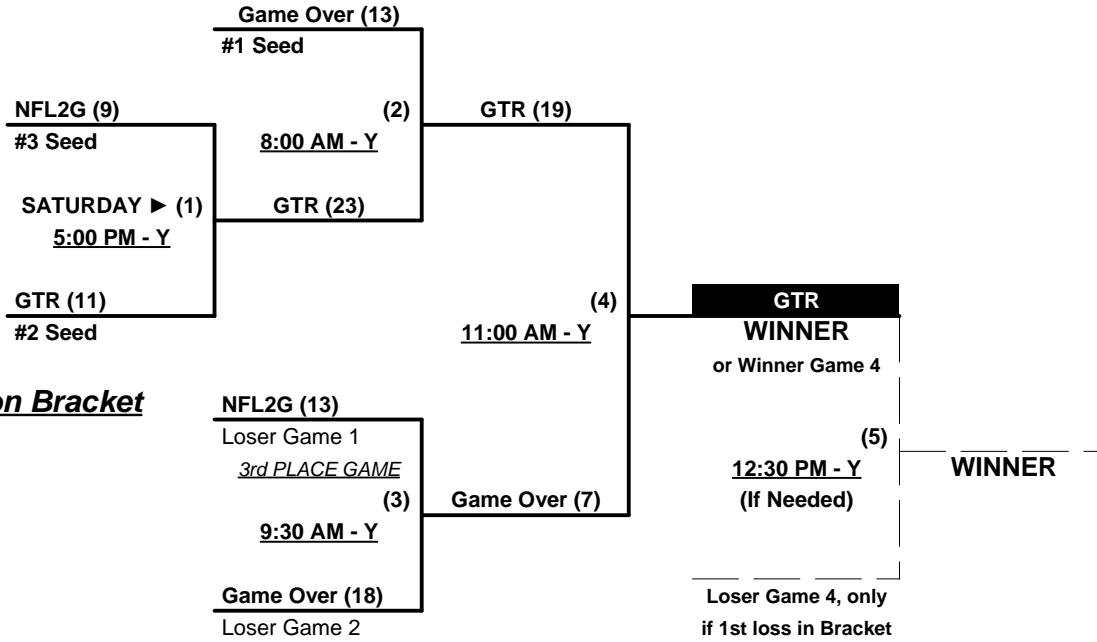 Game Over (13)
#1 Seed
NFL2G (9)
#3 Seed
(2)
8:00 AM - Y
GTR (19)
SATURDAY ► (1)
5:00 PM - Y
GTR (23)
GTR (11)
#2 Seed
(4)
11:00 AM - Y
GTR
WINNER
or Winner Game 4
on Bracket
NFL2G (13)
Loser Game 1
3rd PLACE GAME
(3)
9:30 AM - Y
Game Over (7)
(5)
12:30 PM - Y
(If Needed)
WINNER
Game Over (18)
Loser Game 2
Loser Game 4, only
if 1st loss in Bracket